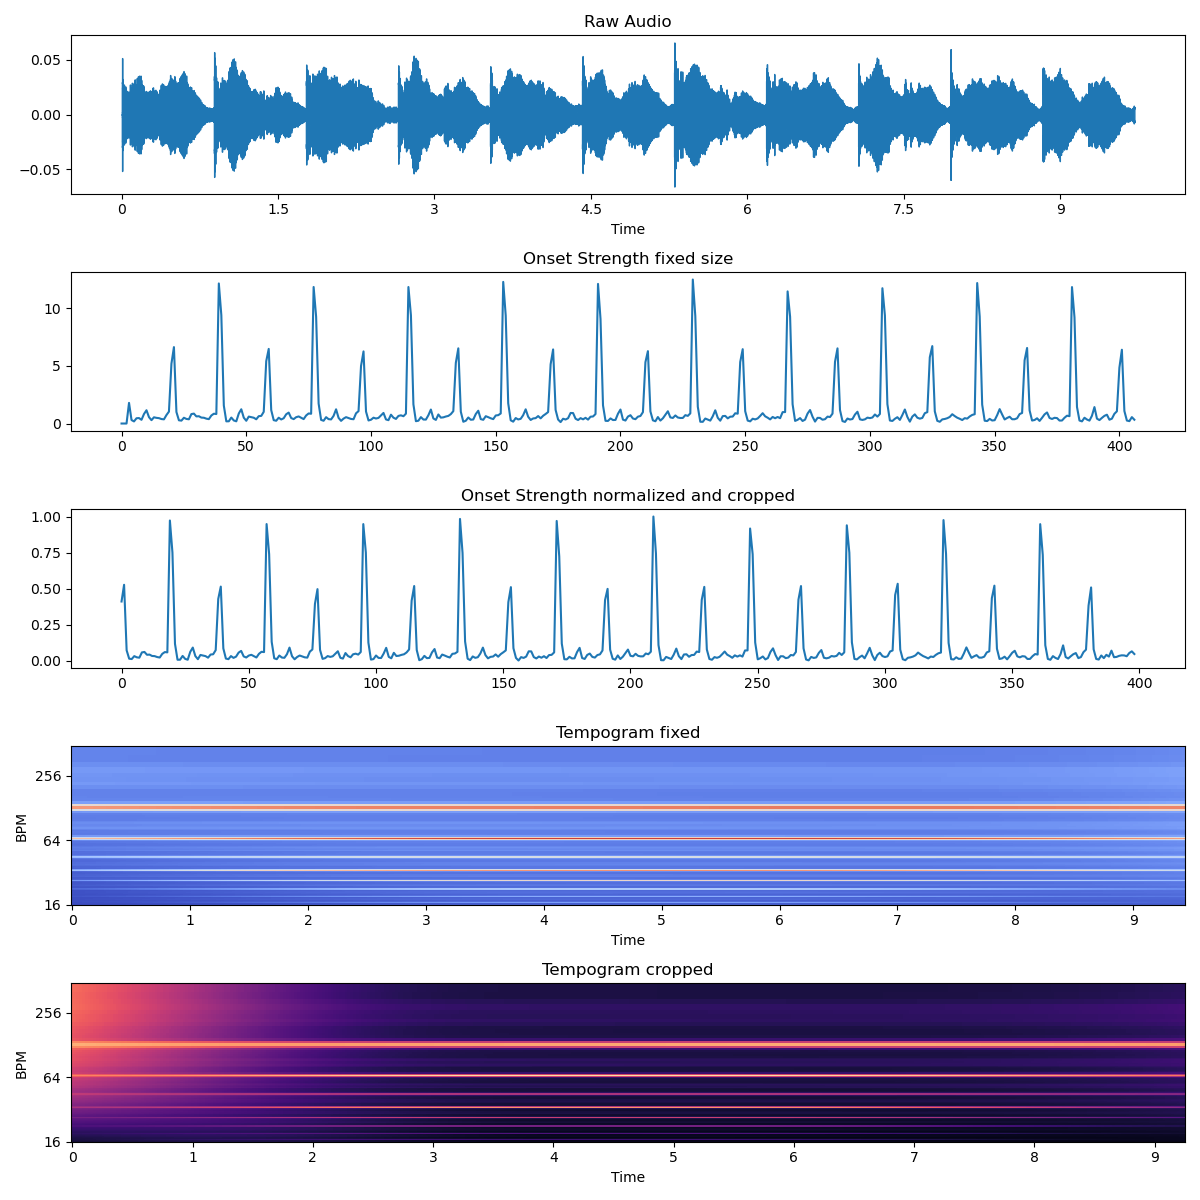 Raw Audio
0.05
0.00
−0.05
0 1.5 3 4.5 6 7.5 9
Time
Onset Strength fixed size
10
5
0
0 50 100 150 200 250 300 350 400
Onset Strength normalized and cropped
1.00
0.75
0.50
0.25
0.00
0 50 100 150 200 250 300 350 400
Tempogram fixed
256
64
16
BPM
0 1 2 3 4 5 6 7 8 9
Time
Tempogram cropped
256
64
16
BPM
0 1 2 3 4 5 6 7 8 9
Time